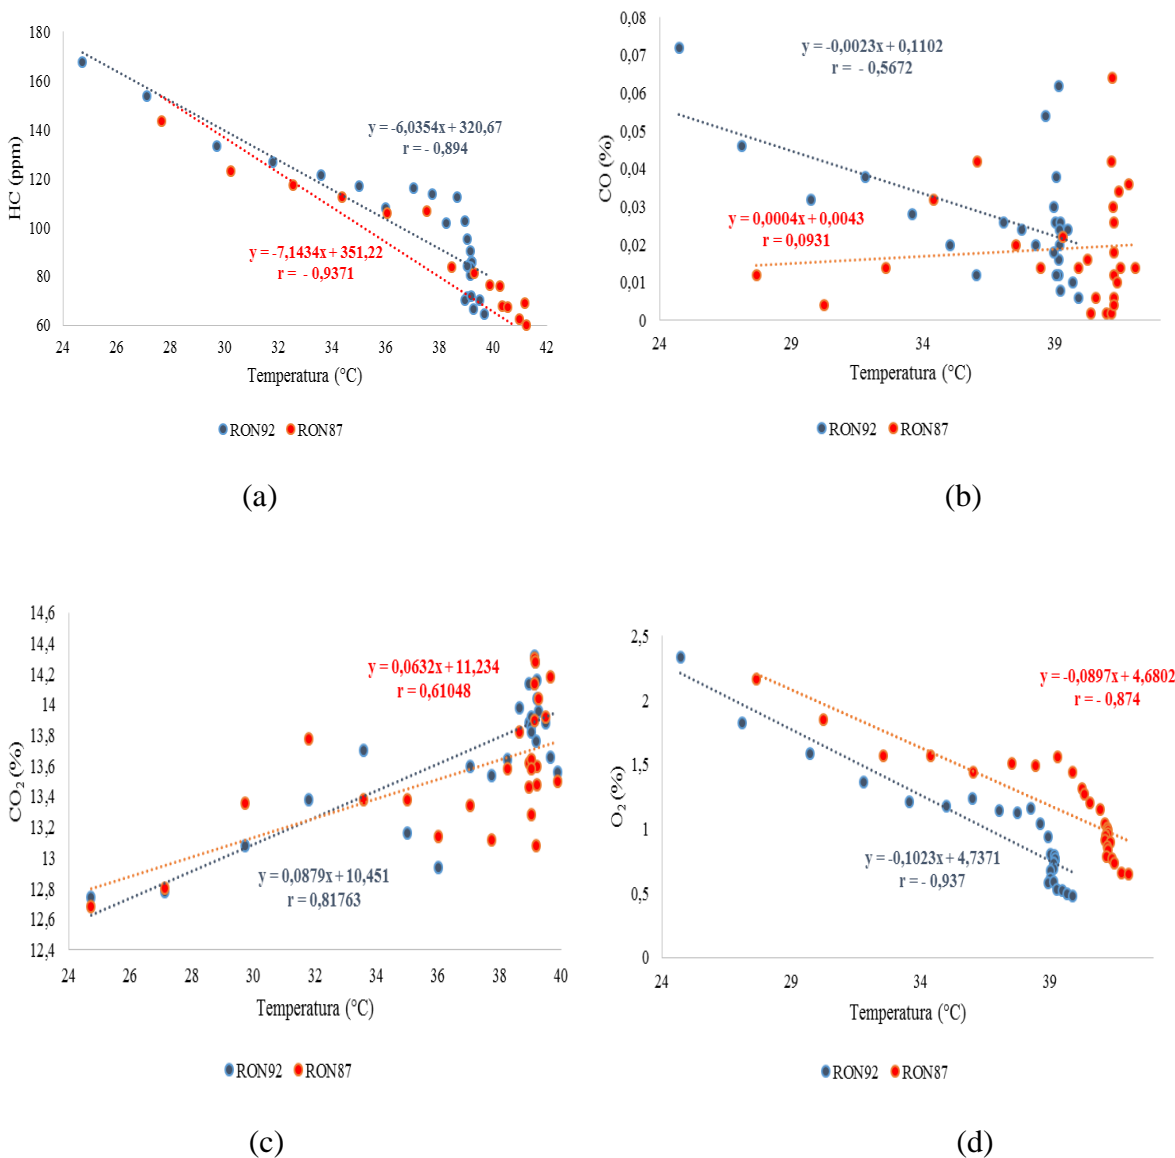 180
160
140
120
100
80
60
HC (ppm)
y = -6,0354x + 320,67
r = - 0,894
y = -7,1434x + 351,22
r = - 0,9371
24 26 28 30 32 34 36 38 40 42
Temperatura (°C)
RON92 RON87
(a)
0,08
0,07
0,06
0,05
0,04
0,03
0,02
0,01
0
CO (%)
y = -0,0023x + 0,1102
r = - 0,5672
y = 0,0004x + 0,0043
r = 0,0931
24 29 34 39
Temperatura (°C)
RON92 RON87
(b)
14,6
14,4
14,2
14
13,8
13,6
13,4
13,2
13
12,8
12,6
12,4
CO₂ (%)
y = 0,0632x + 11,234
r = 0,61048
y = 0,0879x + 10,451
r = 0,81763
24 26 28 30 32 34 36 38 40
Temperatura (°C)
RON92 RON87
(c)
2,5
2
1,5
1
0,5
0
O₂ (%)
y = -0,0897x + 4,6802
r = - 0,874
y = -0,1023x + 4,7371
r = - 0,937
24 29 34 39
Temperatura (°C)
RON92 RON87
(d)